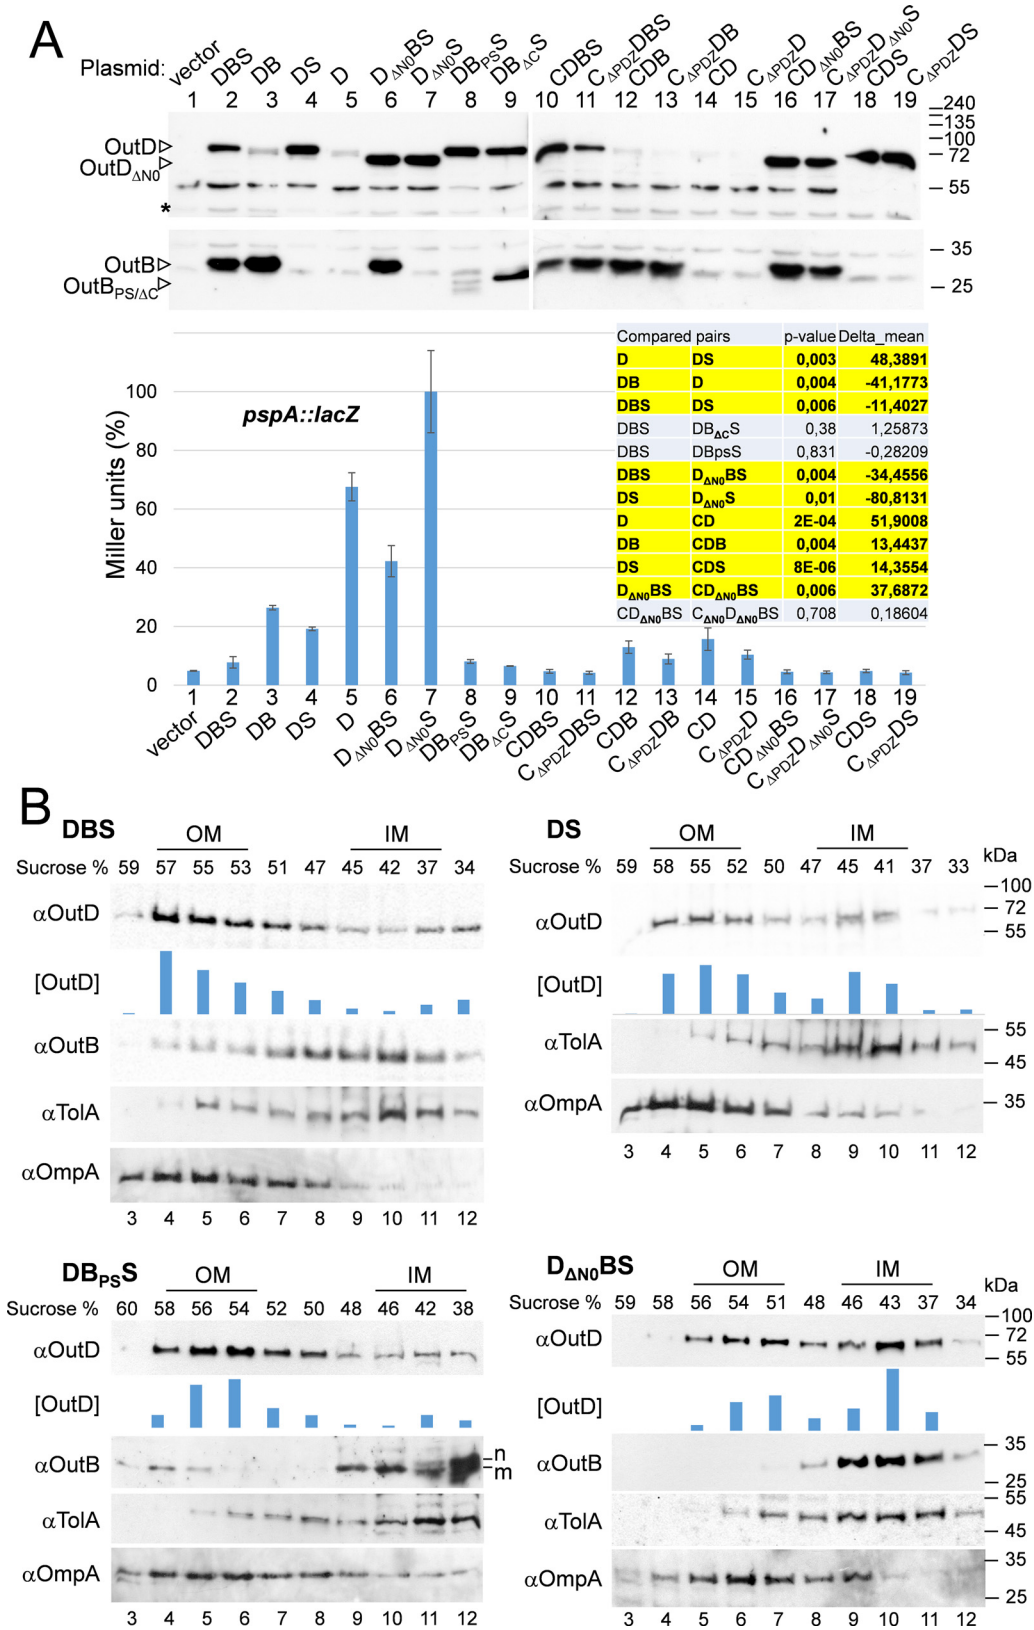 A
Plasmid: vector DBS DB DS D DΔN0BS DΔN0S DBPSS DBΔCS CDBS CΔPDZDBS CDB CΔPDZDB CD CΔPDZD CDΔN0BS CΔPDZDΔN0S CDS CΔPDZDS
1 2 3 4 5 6 7 8 9 10 11 12 13 14 15 16 17 18 19
240
135
100
OutD
72
OutDΔN0
55
*
35
OutB
OutBPS/ΔC
25
Compared pairs p-value Delta_mean
D DS 0,003 48,3891
DB D 0,004 -41,1773
DBS DS 0,006 -11,4027
DBS DBΔCS 0,38 1,25873
DBS DBpsS 0,831 -0,28209
DBS DΔN0BS 0,004 -34,4556
DS DΔN0S 0,01 -80,8131
D CD 2E-04 51,9008
DB CDB 0,004 13,4437
DS CDS 8E-06 14,3554
DΔN0BS CDΔN0BS 0,006 37,6872
CDΔN0BS CΔN0DΔN0BS 0,708 0,18604
pspA::lacZ
Miller units (%)
100
80
60
40
20
0
1 2 3 4 5 6 7 8 9 10 11 12 13 14 15 16 17 18 19
vector DBS DB DS D DΔN0BS DΔN0S DBPSS DBΔCS CDBS CΔPDZDBS CDB CΔPDZDB CD CΔPDZD CDΔN0BS CΔPDZDΔN0S CDS CΔPDZDS
B
DBS OM IM
Sucrose % 59 57 55 53 51 47 45 42 37 34
αOutD
[OutD]
αOutB
αTolA
αOmpA
3 4 5 6 7 8 9 10 11 12
DS OM IM
kDa
Sucrose % 59 58 55 52 50 47 45 41 37 33
100
72
αOutD
55
[OutD]
55
αTolA
45
αOmpA
35
3 4 5 6 7 8 9 10 11 12
DBPSS OM IM
Sucrose % 60 58 56 54 52 50 48 46 42 38
αOutD
[OutD]
n
αOutB
m
αTolA
αOmpA
3 4 5 6 7 8 9 10 11 12
DΔN0BS OM IM
kDa
Sucrose % 59 58 56 54 51 48 46 43 37 34
100
αOutD
72
55
[OutD]
35
αOutB
25
55
αTolA
45
35
αOmpA
25
3 4 5 6 7 8 9 10 11 12